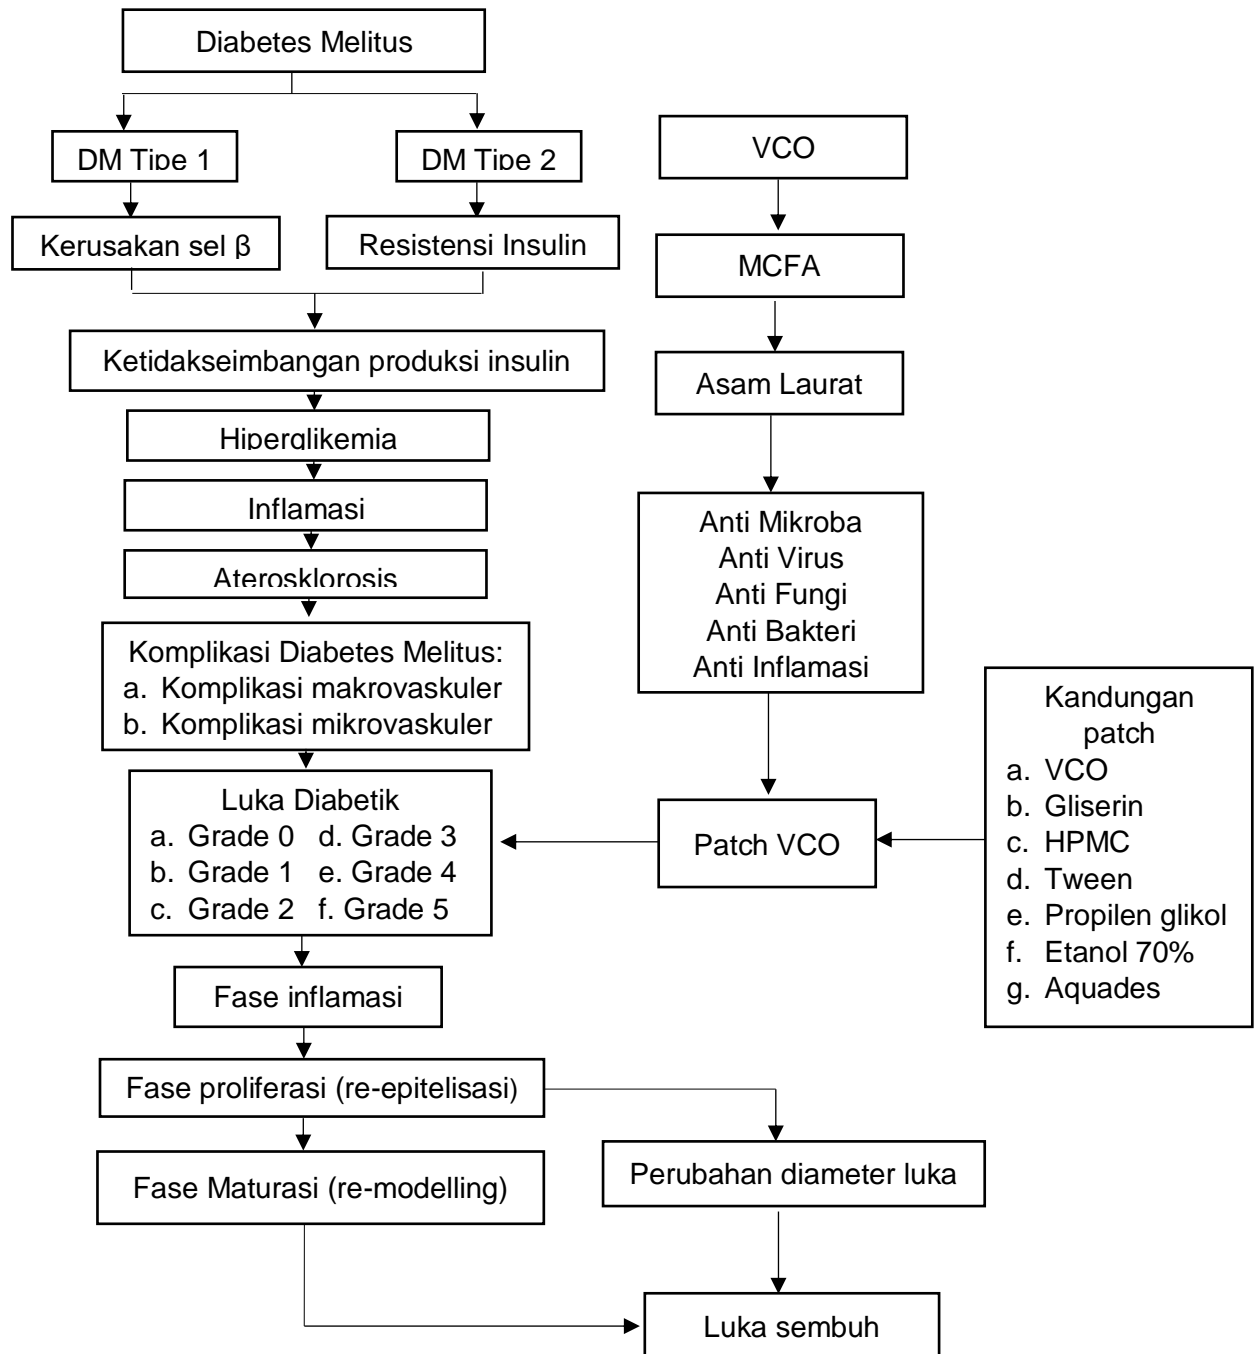 Diabetes Melitus
DM Tipe 1
DM Tipe 2
Kerusakan sel β
Resistensi Insulin
Ketidakseimbangan produksi insulin
Hiperglikemia
Inflamasi
Aterosklorosis
Komplikasi Diabetes Melitus:
a. Komplikasi makrovaskuler
b. Komplikasi mikrovaskuler
Luka Diabetik
a. Grade 0 d. Grade 3
b. Grade 1 e. Grade 4
c. Grade 2 f. Grade 5
Fase inflamasi
Fase proliferasi (re-epitelisasi)
Fase Maturasi (re-modelling)
VCO
MCFA
Asam Laurat
Anti Mikroba
Anti Virus
Anti Fungi
Anti Bakteri
Anti Inflamasi
Patch VCO
Kandungan
patch
a. VCO
b. Gliserin
c. HPMC
d. Tween
e. Propilen glikol
f. Etanol 70%
g. Aquades
Perubahan diameter luka
Luka sembuh